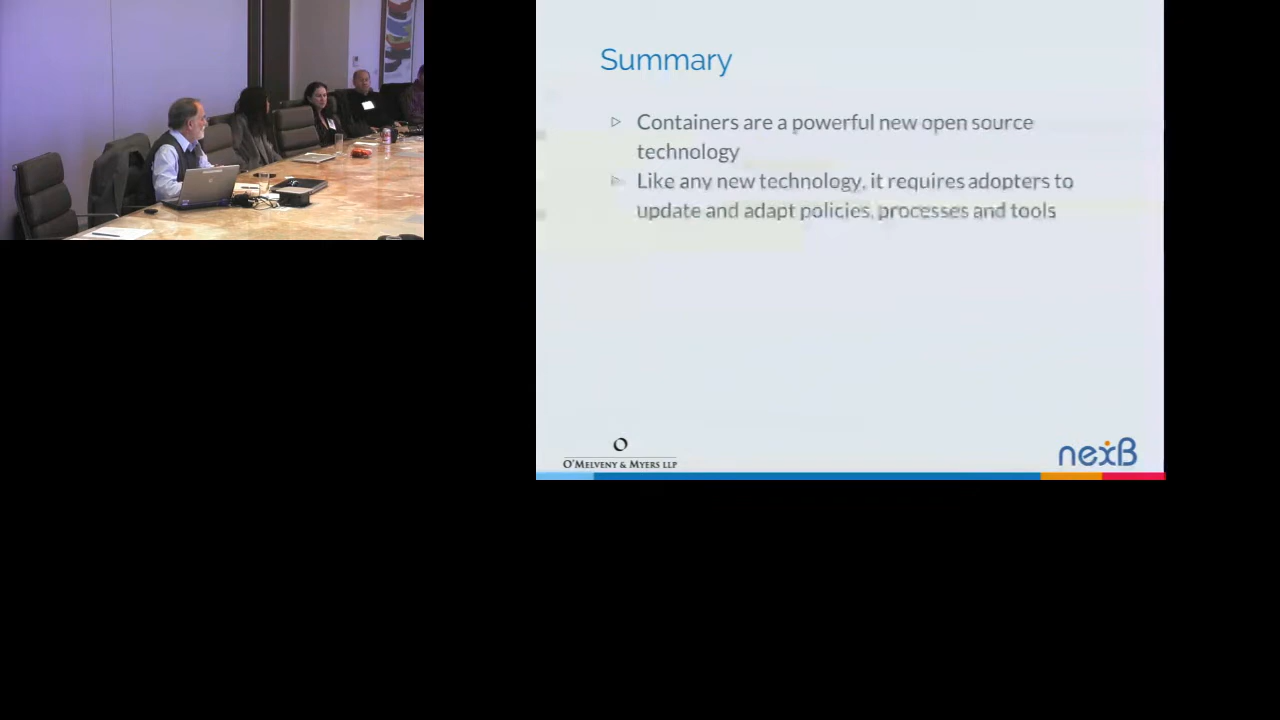 Summary
Containers are a powerful new open source
technology
Like any new technology, it requires adopters to
update and adapt policies, processes and tools
O'MELVENY & MYERS LLP
nexB